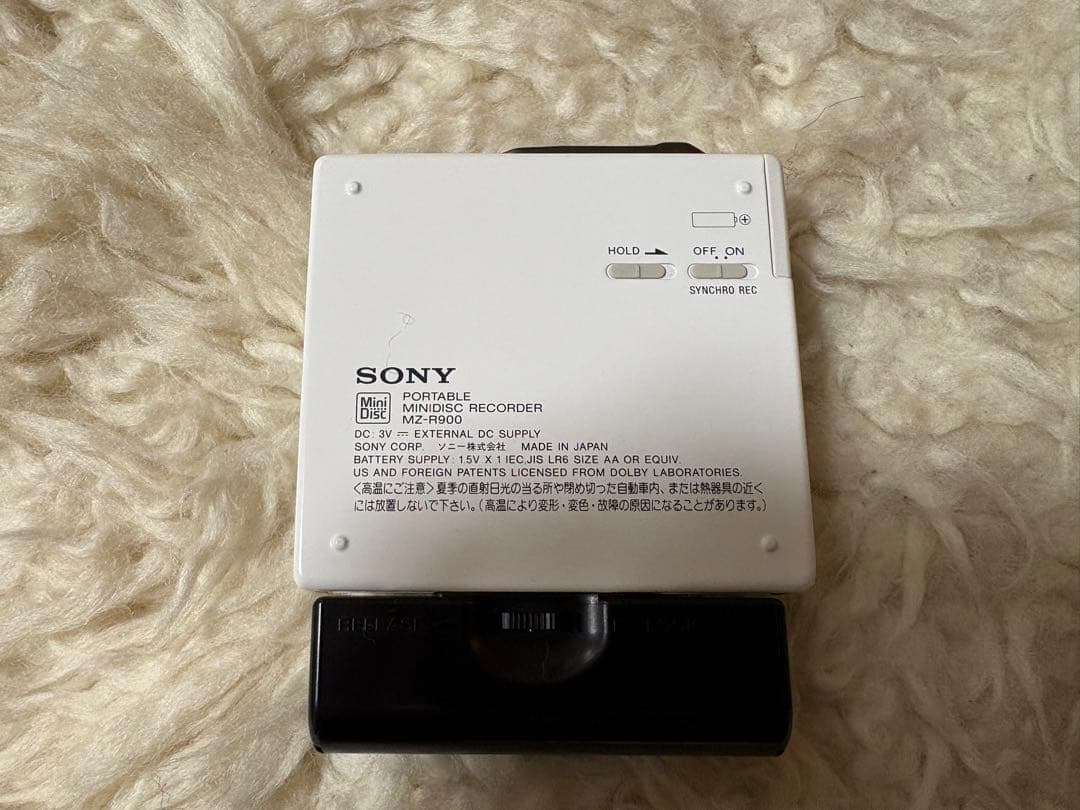 HOLD
OFF ON
SYNCHRO REC
SONY
Mini Disc
PORTABLE
MINIDISC RECORDER
MZ-R900
DC: 3V ⎓ EXTERNAL DC SUPPLY
SONY CORP. ソニー株式会社 MADE IN JAPAN
BATTERY SUPPLY: 1.5V X 1 IEC,JIS LR6 SIZE AA OR EQUIV.
US AND FOREIGN PATENTS LICENSED FROM DOLBY LABORATORIES.
〈高温にご注意〉夏季の直射日光の当る所や閉め切った自動車内、または熱器具の近く
には放置しないで下さい。(高温により変形・変色・故障の原因になることがあります。)
RELEASE